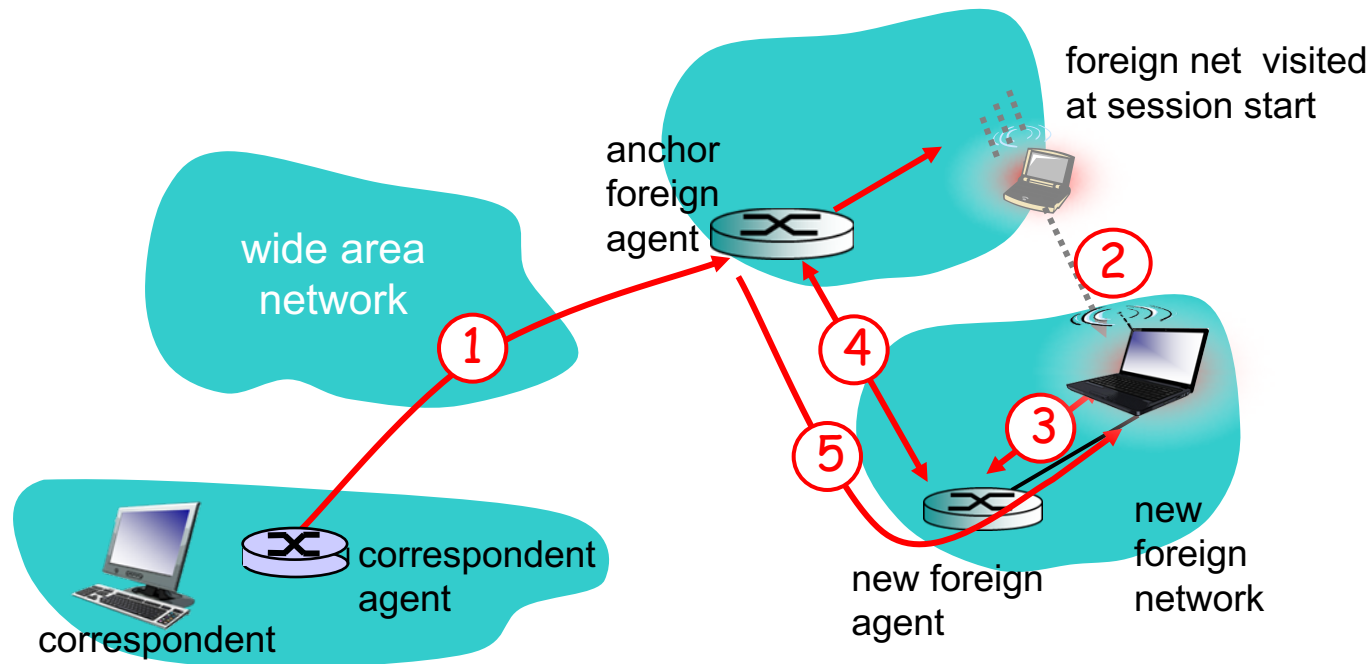 foreign net visited
at session start
anchor
foreign
agent
wide area
network
2
1
4
3
5
correspondent
agent
correspondent
new foreign
agent
new
foreign
network